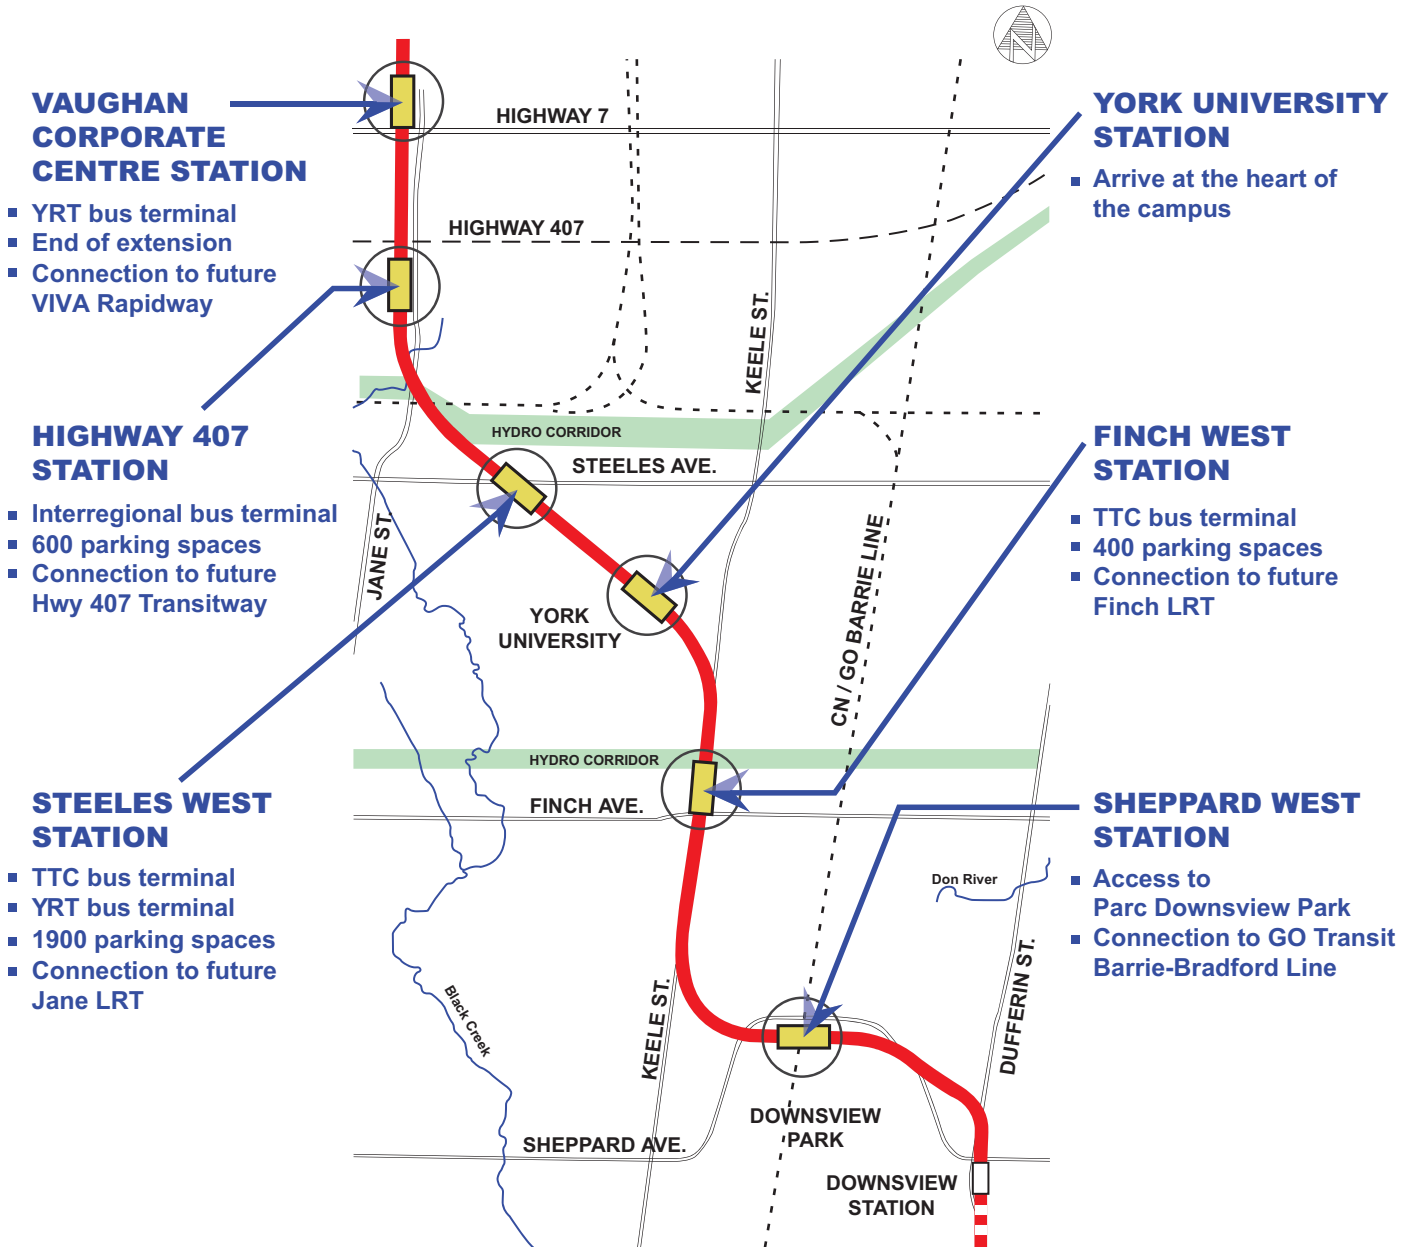 VAUGHAN
CORPORATE
CENTRE STATION
YRT bus terminal
End of extension
Connection to future
VIVA Rapidway
HIGHWAY 407
STATION
Interregional bus terminal
600 parking spaces
Connection to future
Hwy 407 Transitway
STEELES WEST
STATION
TTC bus terminal
YRT bus terminal
1900 parking spaces
Connection to future
Jane LRT
N
HIGHWAY 7
HIGHWAY 407
KEELE ST.
HYDRO CORRIDOR
STEELES AVE.
JANE ST.
YORK
UNIVERSITY
CN / GO BARRIE LINE
HYDRO CORRIDOR
FINCH AVE.
Don River
Black Creek
KEELE ST.
DUFFERIN ST.
DOWNSVIEW
PARK
SHEPPARD AVE.
DOWNSVIEW
STATION
YORK UNIVERSITY
STATION
Arrive at the heart of
the campus
FINCH WEST
STATION
TTC bus terminal
400 parking spaces
Connection to future
Finch LRT
SHEPPARD WEST
STATION
Access to
Parc Downsview Park
Connection to GO Transit
Barrie-Bradford Line